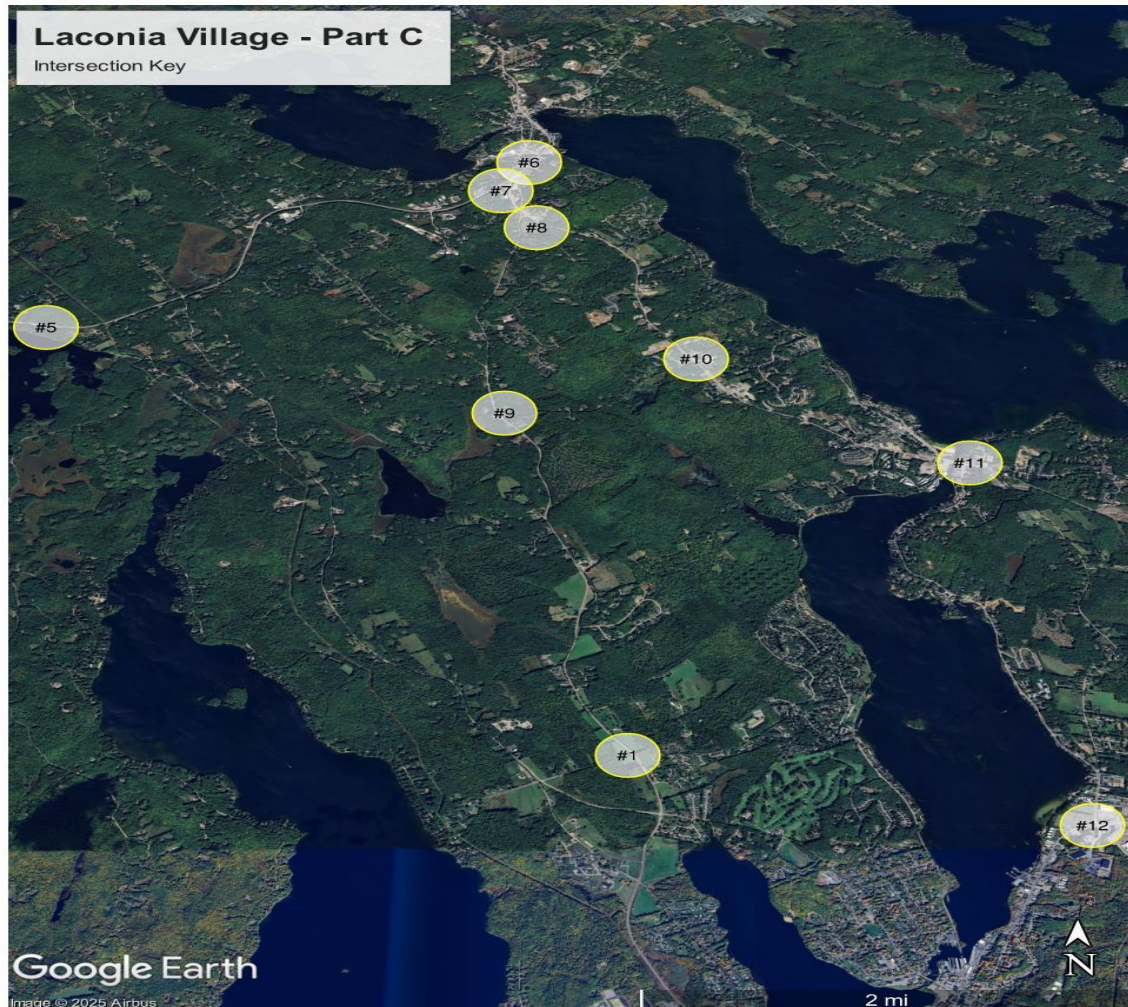 Laconia Village - Part C
Intersection Key
#6
#7
#8
#5
#10
#9
#11
#1
#12
N
Google Earth
Image © 2025 Airbus
2 mi